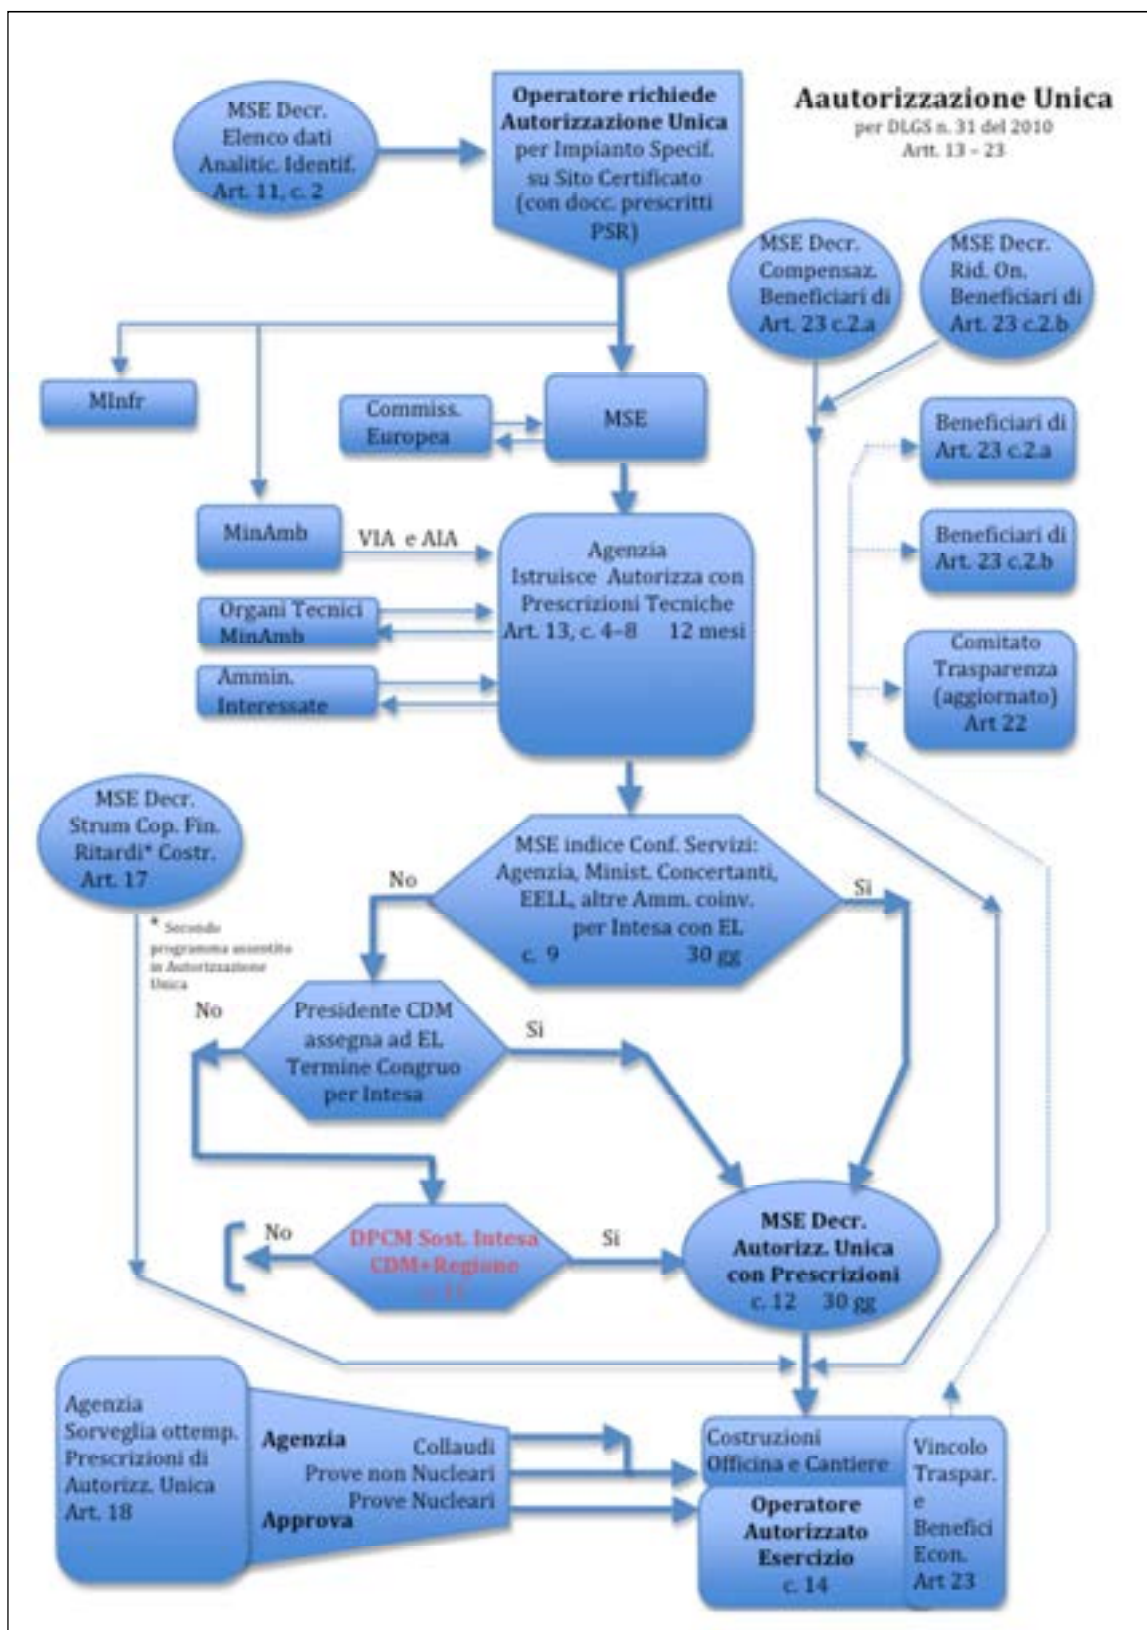 Aautorizzazione Unica
per DLGS n. 31 del 2010
Artt. 13 – 23
MSE Decr.
Elenco dati
Analitic. Identif.
Art. 11, c. 2
Operatore richiede
Autorizzazione Unica
per Impianto Specif.
su Sito Certificato
(con docc. prescritti
PSR)
MSE Decr.
Compensaz.
Beneficiari di
Art. 23 c.2.a
MSE Decr.
Rid. On.
Beneficiari di
Art. 23 c.2.b
MInfr
Commiss.
Europea
MSE
Beneficiari di
Art. 23 c.2.a
MinAmb
VIA e AIA
Agenzia
Istruisce Autorizza con
Prescrizioni Tecniche
Art. 13, c. 4–8 12 mesi
Beneficiari di
Art. 23 c.2.b
Organi Tecnici
MinAmb
Ammin.
Interessate
Comitato
Trasparenza
(aggiornato)
Art 22
MSE Decr.
Strum Cop. Fin.
Ritardi* Costr.
Art. 17
* Secondo
programma assentito
in Autorizzazione
Unica
No
MSE indice Conf. Servizi:
Agenzia, Minist. Concertanti,
EELL, altre Amm. coinv.
per Intesa con EL
c. 9 30 gg
Si
No
Presidente CDM
assegna ad EL
Termine Congruo
per Intesa
Si
No
DPCM Sost. Intesa
CDM+Regione
Si
MSE Decr.
Autorizz. Unica
con Prescrizioni
c. 12 30 gg
Agenzia
Sorveglia ottemp.
Prescrizioni di
Autorizz. Unica
Art. 18
Agenzia
Collaudi
Prove non Nucleari
Prove Nucleari
Approva
Costruzioni
Officina e Cantiere
Operatore
Autorizzato
Esercizio
c. 14
Vincolo
Traspar.
e
Benefici
Econ.
Art 23